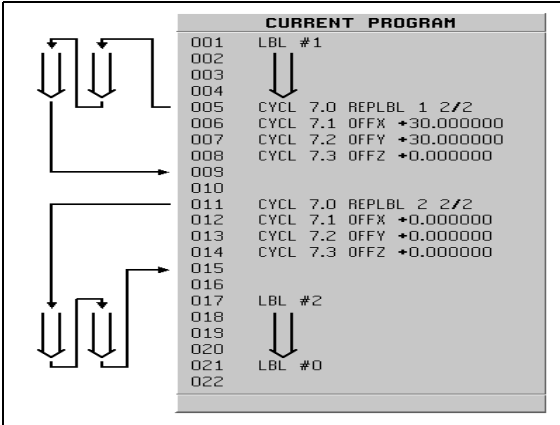 CURRENT PROGRAM
001 LBL #1
002
003
004
005 CYCL 7.0 REPLBL 1 2/2
006 CYCL 7.1 OFFX +30.000000
007 CYCL 7.2 OFFY +30.000000
008 CYCL 7.3 OFFZ +0.000000
009
010
011 CYCL 7.0 REPLBL 2 2/2
012 CYCL 7.1 OFFX +0.000000
013 CYCL 7.2 OFFY +0.000000
014 CYCL 7.3 OFFZ +0.000000
015
016
017 LBL #2
018
019
020
021 LBL #0
022